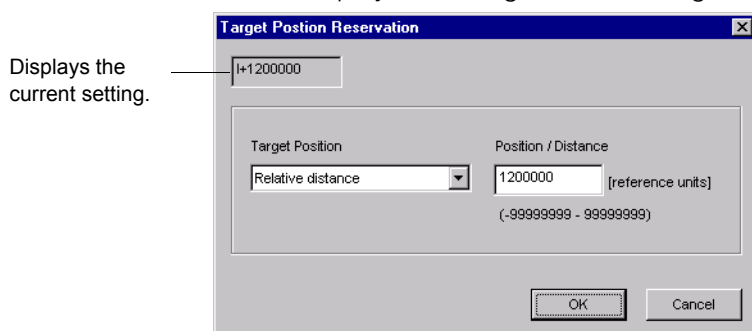 Target Postion Reservation
Displays the
current setting.
I+1200000
Target Position
Position / Distance
Relative distance
1200000
[reference units]
(-99999999 - 99999999)
OK
Cancel